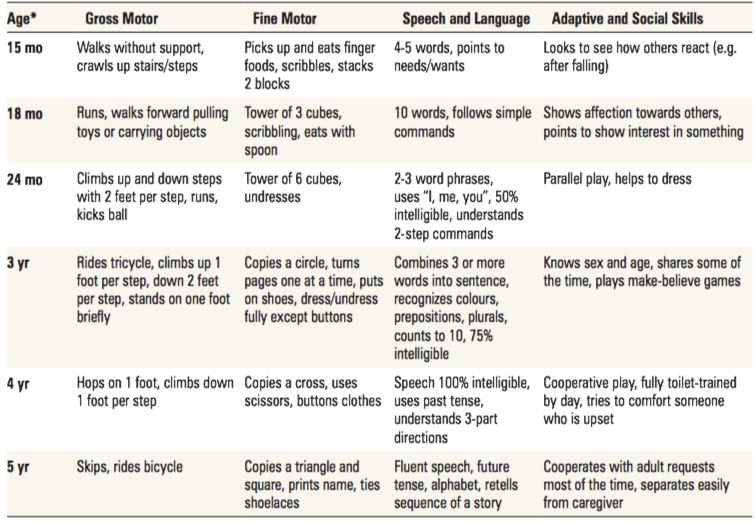 Age* Gross Motor Fine Motor Speech and Language Adaptive and Social Skills
15 mo Walks without support, Picks up and eats finger 4-5 words, points to Looks to see how others react (e.g.
crawls up stairs/steps foods, scribbles, stacks needs/wants after falling)
2 blocks
18 mo Runs, walks forward pulling Tower of 3 cubes, 10 words, follows simple Shows affection towards others,
toys or carrying objects scribbling, eats with commands points to show interest in something
spoon
24 mo Climbs up and down steps Tower of 6 cubes, 2-3 word phrases, Parallel play, helps to dress
with 2 feet per step, runs, undresses uses "I, me, you", 50%
kicks ball intelligible, understands
2-step commands
3 yr Rides tricycle, climbs up 1 Copies a circle, turns Combines 3 or more Knows sex and age, shares some of
foot per step, down 2 feet pages one at a time, puts words into sentence, the time, plays make-believe games
per step, stands on one foot on shoes, dress/undress recognizes colours,
briefly fully except buttons prepositions, plurals,
counts to 10, 75%
intelligible
4 yr Hops on 1 foot, climbs down Copies a cross, uses Speech 100% intelligible, Cooperative play, fully toilet-trained
1 foot per step scissors, buttons clothes uses past tense, by day, tries to comfort someone
understands 3-part who is upset
directions
5 yr Skips, rides bicycle Copies a triangle and Fluent speech, future Cooperates with adult requests
square, prints name, ties tense, alphabet, retells most of the time, separates easily
shoelaces sequence of a story from caregiver